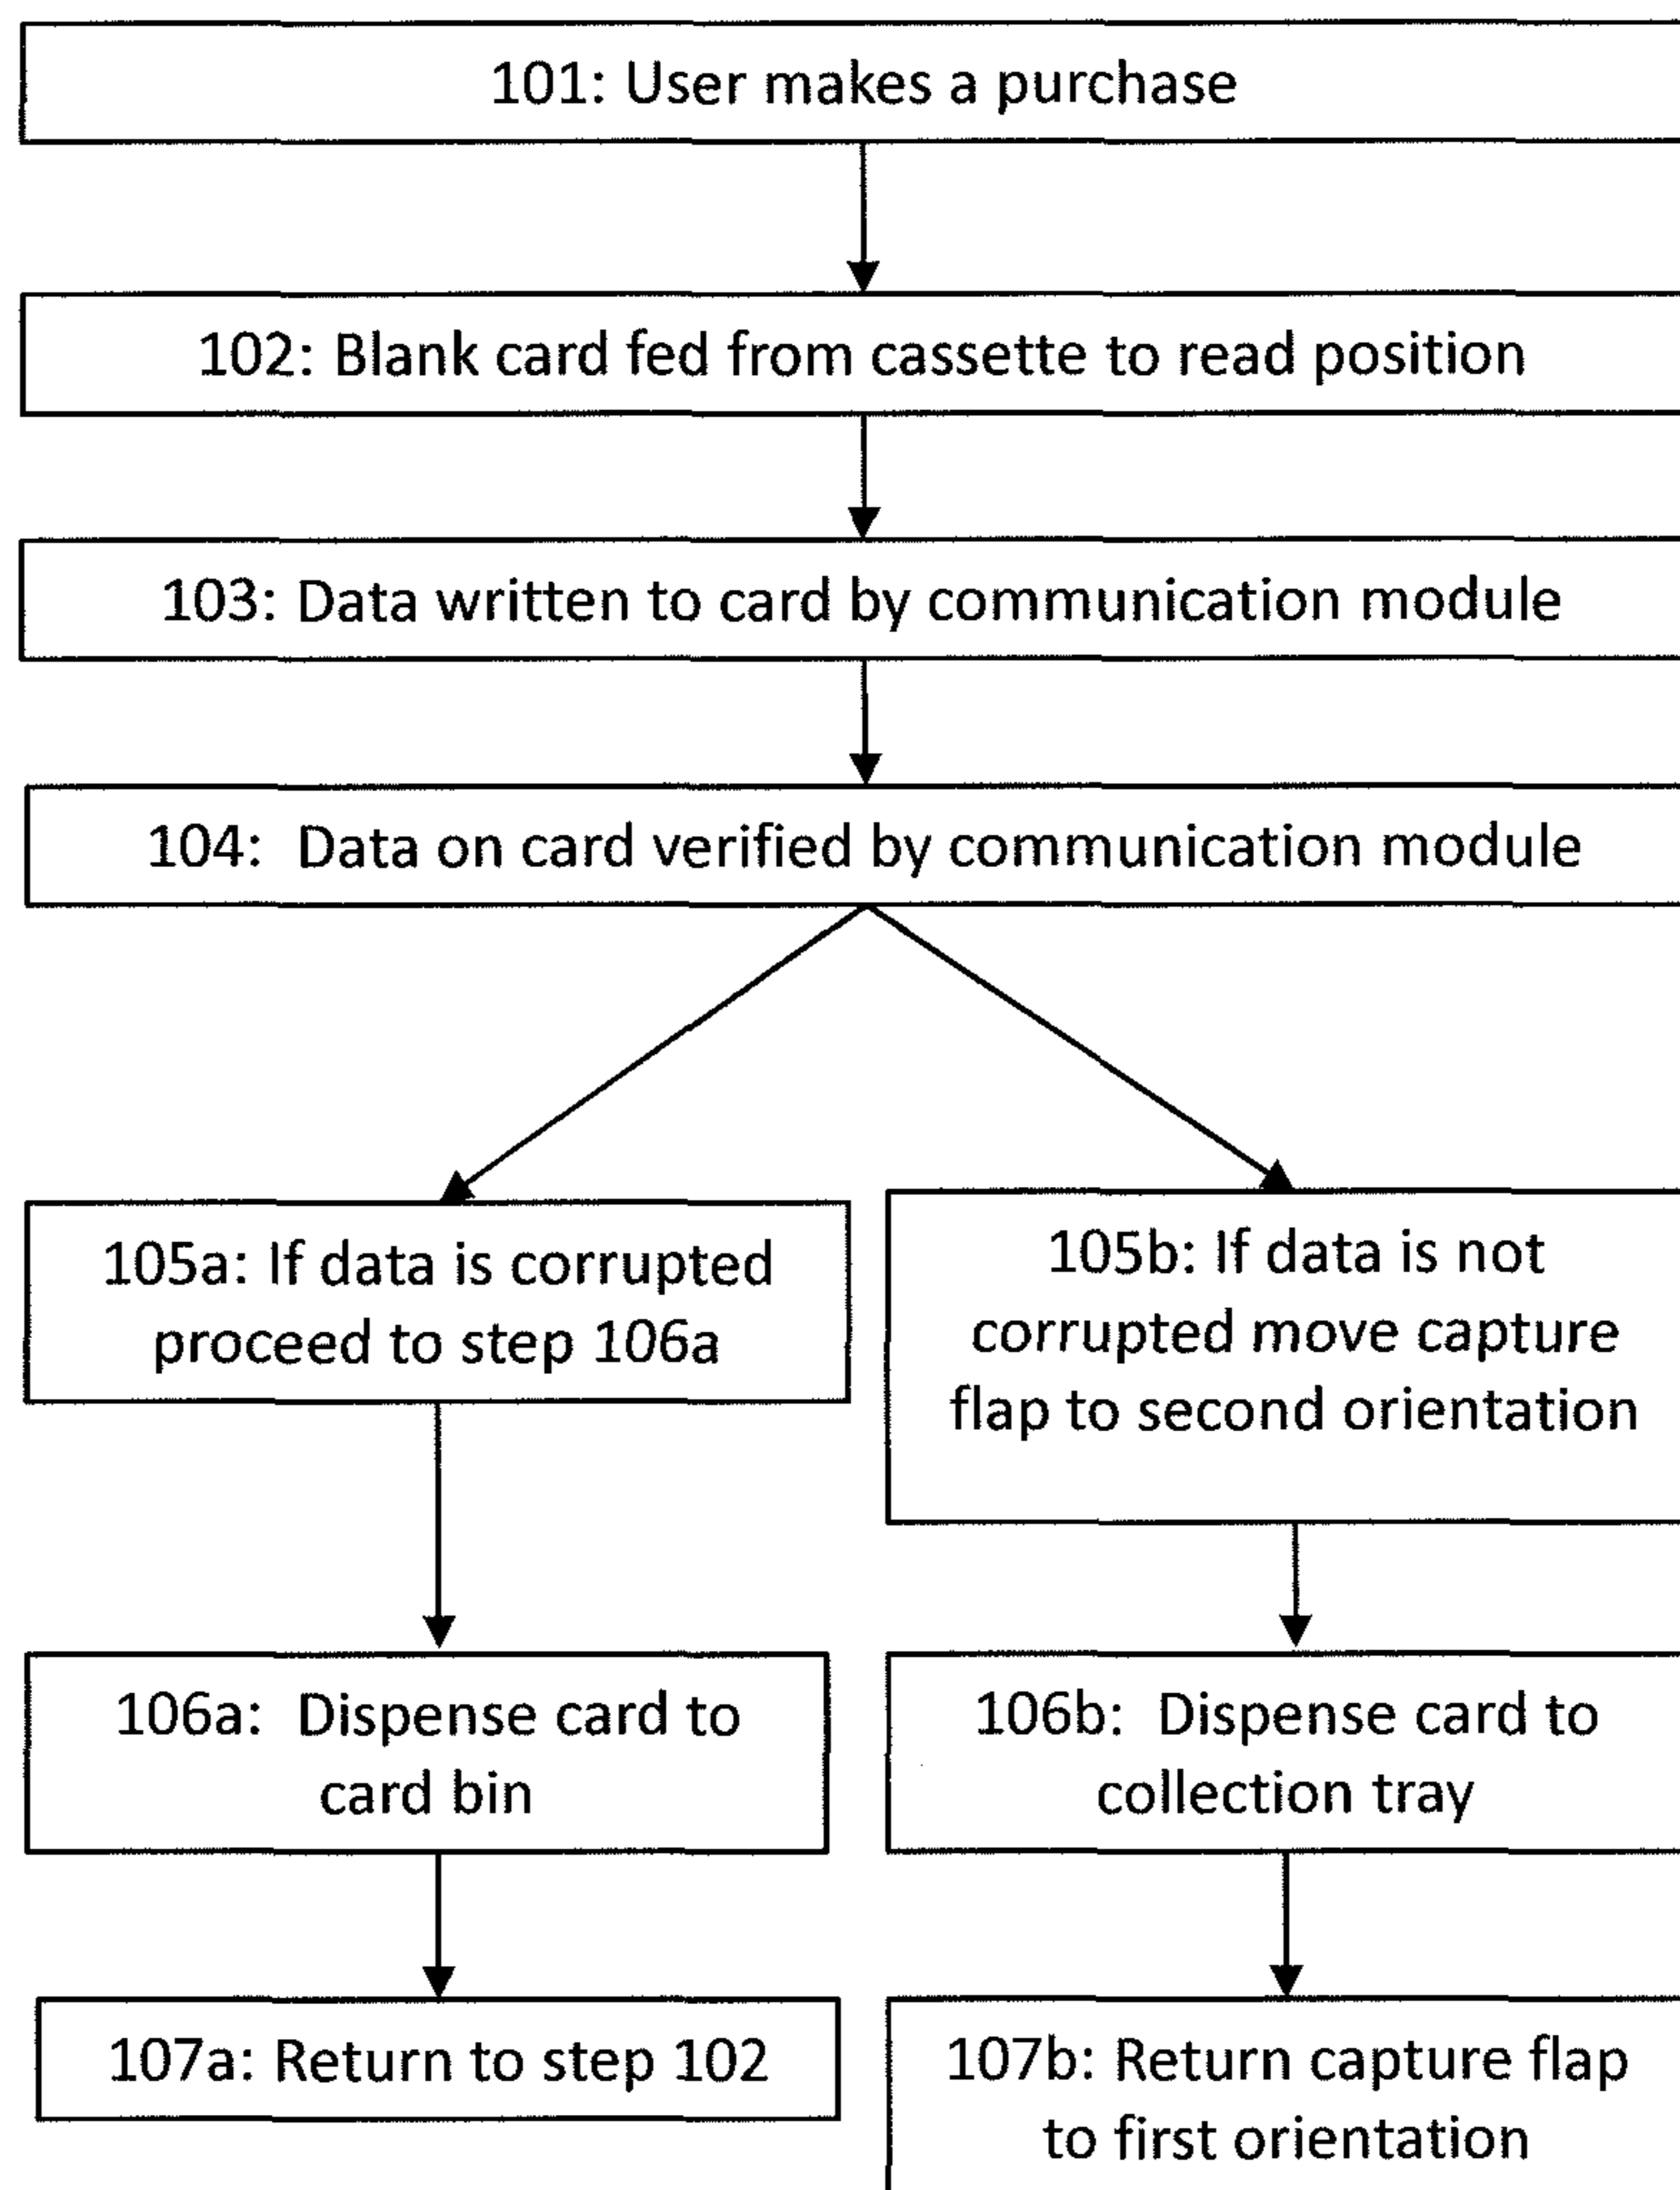 101: User makes a purchase
102: Blank card fed from cassette to read position
103: Data written to card by communication module
104: Data on card verified by communication module
105a: If data is corrupted
proceed to step 106a
105b: If data is not
corrupted move capture
flap to second orientation
106a: Dispense card to
card bin
106b: Dispense card to
collection tray
107a: Return to step 102
107b: Return capture flap
to first orientation